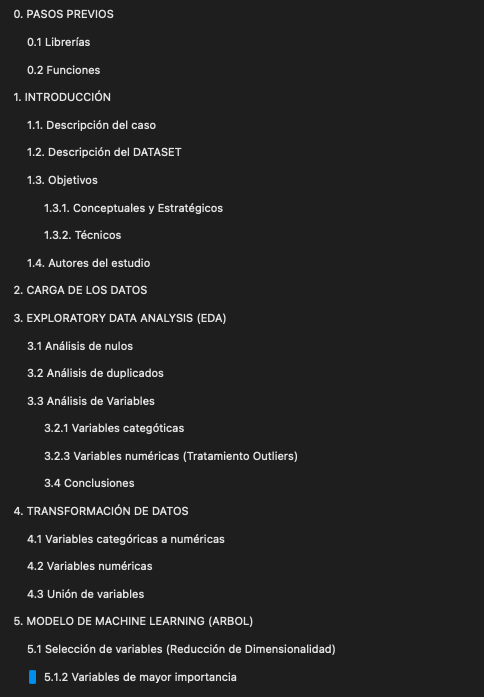 0. PASOS PREVIOS
0.1 Librerías
0.2 Funciones
1. INTRODUCCIÓN
1.1. Descripción del caso
1.2. Descripción del DATASET
1.3. Objetivos
1.3.1. Conceptuales y Estratégicos
1.3.2. Técnicos
1.4. Autores del estudio
2. CARGA DE LOS DATOS
3. EXPLORATORY DATA ANALYSIS (EDA)
3.1 Análisis de nulos
3.2 Análisis de duplicados
3.3 Análisis de Variables
3.2.1 Variables categóticas
3.2.3 Variables numéricas (Tratamiento Outliers)
3.4 Conclusiones
4. TRANSFORMACIÓN DE DATOS
4.1 Variables categóricas a numéricas
4.2 Variables numéricas
4.3 Unión de variables
5. MODELO DE MACHINE LEARNING (ARBOL)
5.1 Selección de variables (Reducción de Dimensionalidad)
5.1.2 Variables de mayor importancia